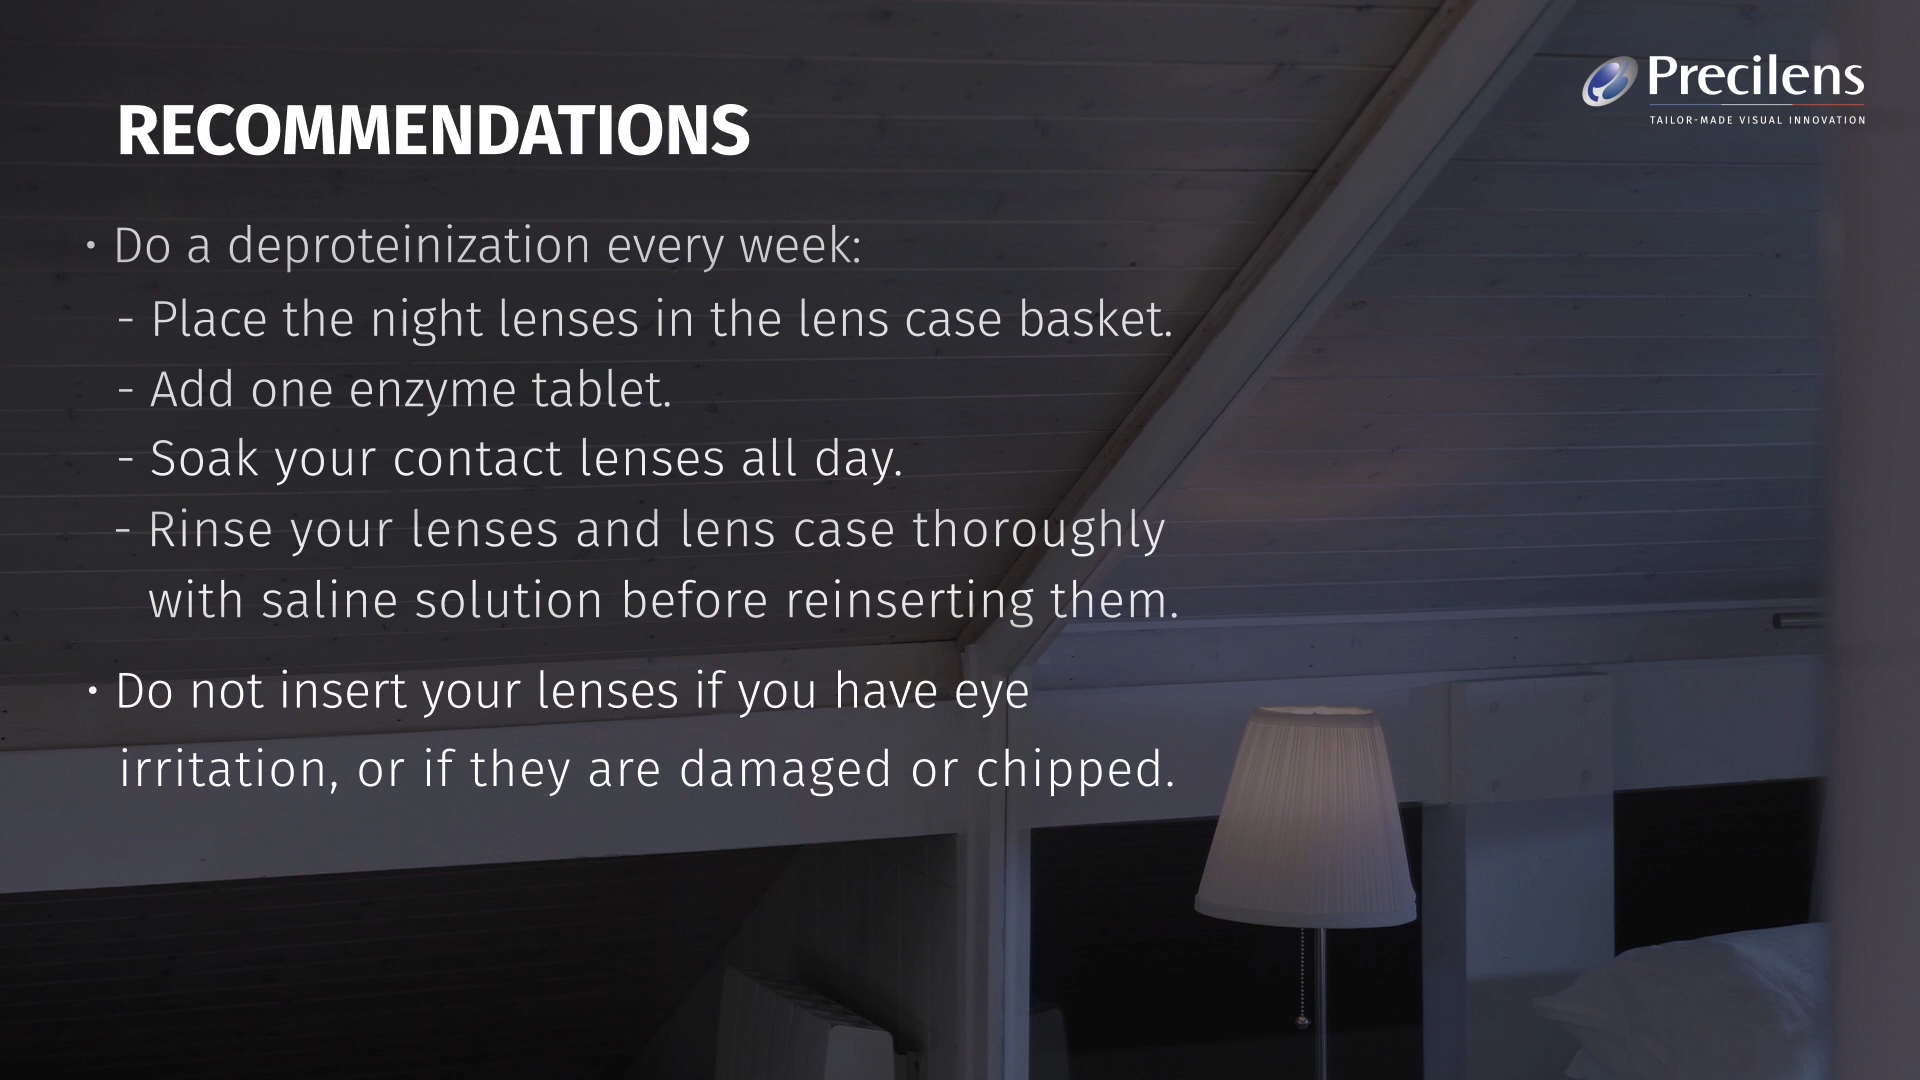 Precilens
TAILOR-MADE VISUAL INNOVATION
RECOMMENDATIONS
• Do a deproteinization every week:
- Place the night lenses in the lens case basket.
- Add one enzyme tablet.
- Soak your contact lenses all day.
- Rinse your lenses and lens case thoroughly
with saline solution before reinserting them.
• Do not insert your lenses if you have eye
irritation, or if they are damaged or chipped.